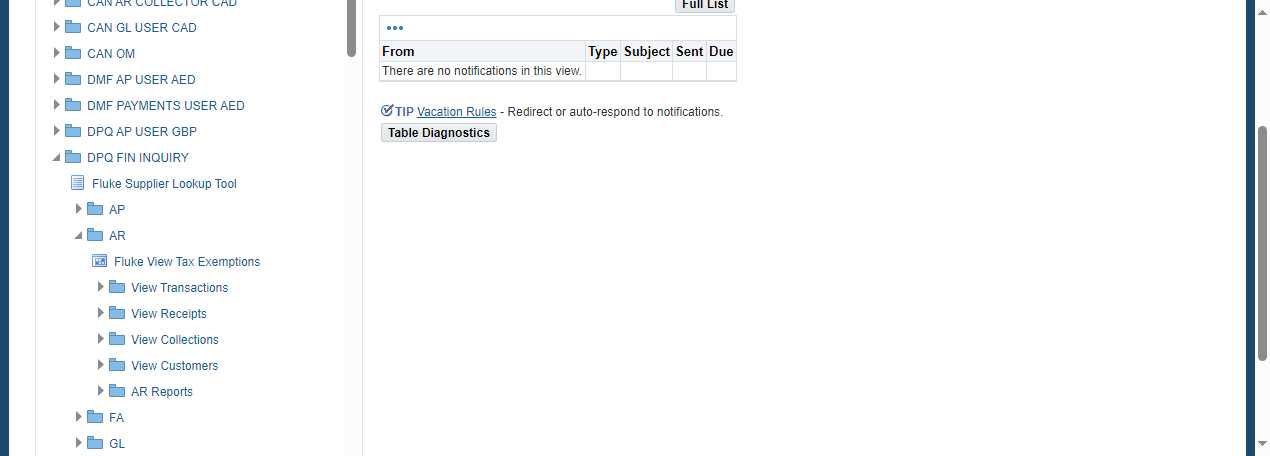 CAN AR COLLECTOR CAD
CAN GL USER CAD
CAN OM
DMF AP USER AED
DMF PAYMENTS USER AED
DPQ AP USER GBP
DPQ FIN INQUIRY
Fluke Supplier Lookup Tool
AP
AR
Fluke View Tax Exemptions
View Transactions
View Receipts
View Collections
View Customers
AR Reports
FA
GL
Full List
From Type Subject Sent Due
There are no notifications in this view.
TIP Vacation Rules - Redirect or auto-respond to notifications.
Table Diagnostics